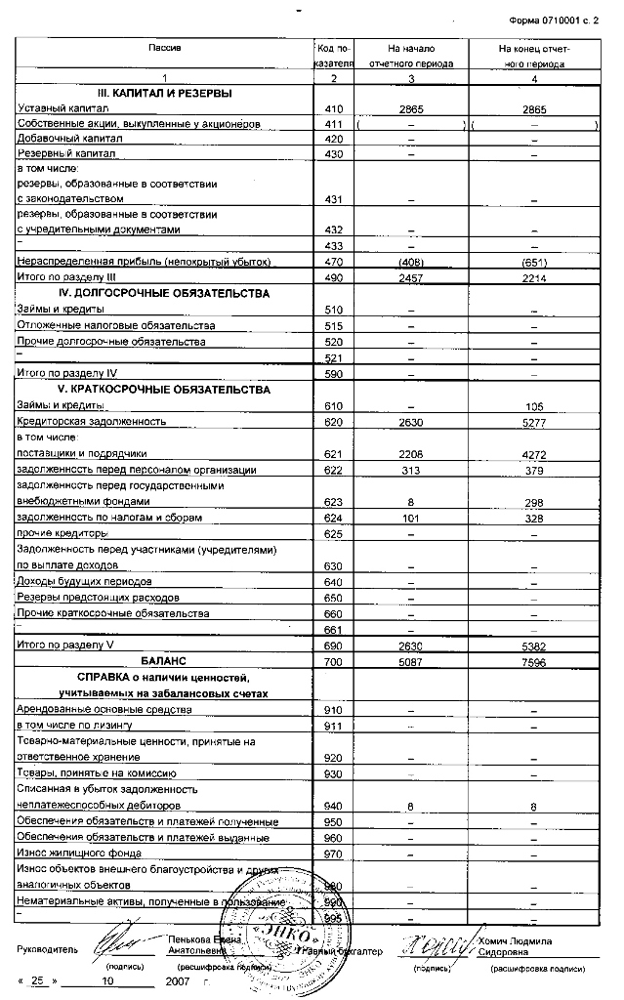 Форма 0710001 с. 2
Пассив Код по- На начало На конец отчет-
казателя отчетного периода ного периода
1 2 3 4
III. КАПИТАЛ И РЕЗЕРВЫ
Уставный капитал 410 2865 2865
Собственные акции, выкупленные у акционеров 411 ( – ) ( – )
Добавочный капитал 420 – –
Резервный капитал 430 – –
в том числе:
резервы, образованные в соответствии
с законодательством 431 – –
резервы, образованные в соответствии
с учредительными документами 432 – –
– 433 – –
Нераспределенная прибыль (непокрытый убыток) 470 (408) (651)
Итого по разделу III 490 2457 2214
IV. ДОЛГОСРОЧНЫЕ ОБЯЗАТЕЛЬСТВА
Займы и кредиты 510 – –
Отложенные налоговые обязательства 515 – –
Прочие долгосрочные обязательства 520 – –
– 521 – –
Итого по разделу IV 590 – –
V. КРАТКОСРОЧНЫЕ ОБЯЗАТЕЛЬСТВА
Займы и кредиты 610 – 105
Кредиторская задолженность 620 2630 5277
в том числе:
поставщики и подрядчики 621 2208 4272
задолженность перед персоналом организации 622 313 379
задолженность перед государственными
внебюджетными фондами 623 8 298
задолженность по налогам и сборам 624 101 328
прочие кредиторы 625 – –
Задолженность перед участниками (учредителями)
по выплате доходов 630 – –
Доходы будущих периодов 640 – –
Резервы предстоящих расходов 650 – –
Прочие краткосрочные обязательства 660 – –
– 661 – –
Итого по разделу V 690 2630 5382
БАЛАНС 700 5087 7596
СПРАВКА о наличии ценностей,
учитываемых на забалансовых счетах
Арендованные основные средства 910 – –
в том числе по лизингу 911 – –
Товарно-материальные ценности, принятые на
ответственное хранение 920 – –
Товары, принятые на комиссию 930 – –
Списанная в убыток задолженность
неплатежеспособных дебиторов 940 8 8
Обеспечения обязательств и платежей полученные 950 – –
Обеспечения обязательств и платежей выданные 960 – –
Износ жилищного фонда 970 – –
Износ объектов внешнего благоустройства и других
аналогичных объектов 980 – –
Нематериальные активы, полученные в пользование 990 – –
– 995 – –
«ЭНКО»
Пенькова Елена Хомич Людмила
Руководитель Анатольевна Главный бухгалтер Сидоровна
(подпись) (расшифровка подписи) (подпись) (расшифровка подписи)
« 25 » 10 2007 г.